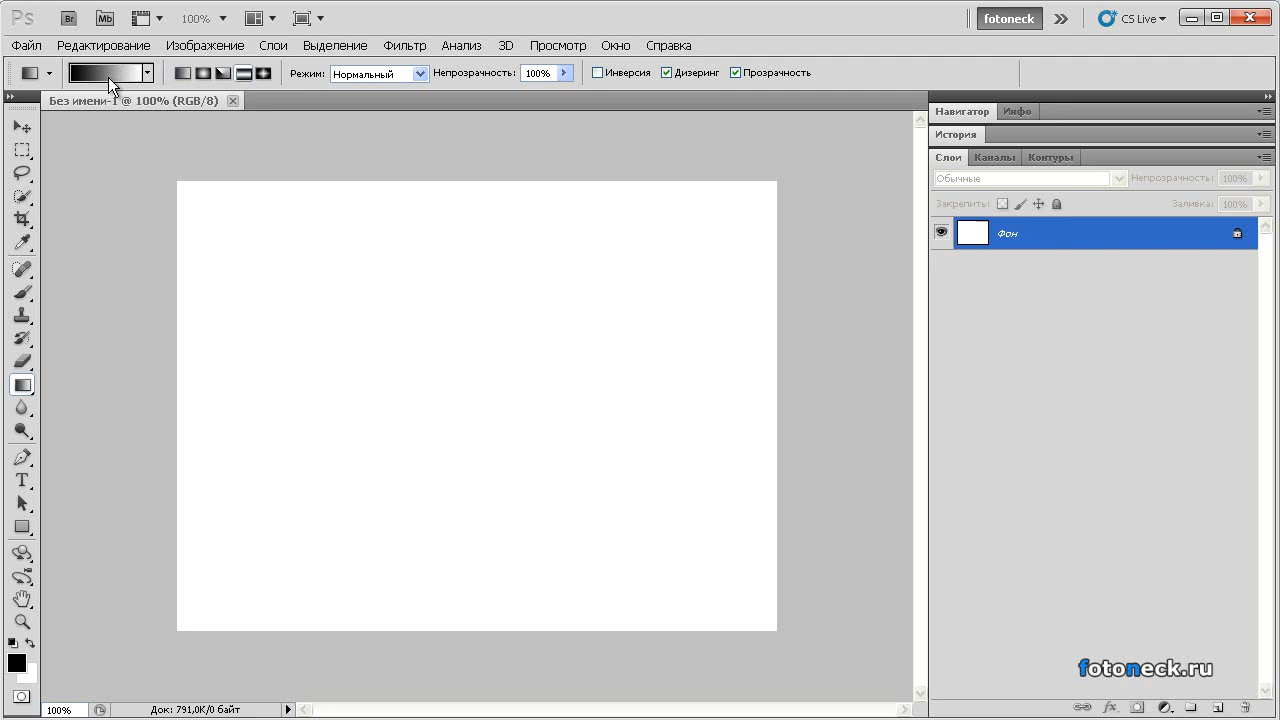 Ps Br Mb 100% fotoneck CS Live
Файл Редактирование Изображение Слои Выделение Фильтр Анализ 3D Просмотр Окно Справка
Режим: Нормальный Непрозрачность: 100% Инверсия Дизеринг Прозрачность
Без имени-1 @ 100% (RGB/8)
Навигатор Инфо
История
Слои Каналы Контуры
Обычные Непрозрачность: 100%
Закрепить: Заливка: 100%
Фон
T
fotoneck.ru
100% Док: 791,0K/0 байт
fx